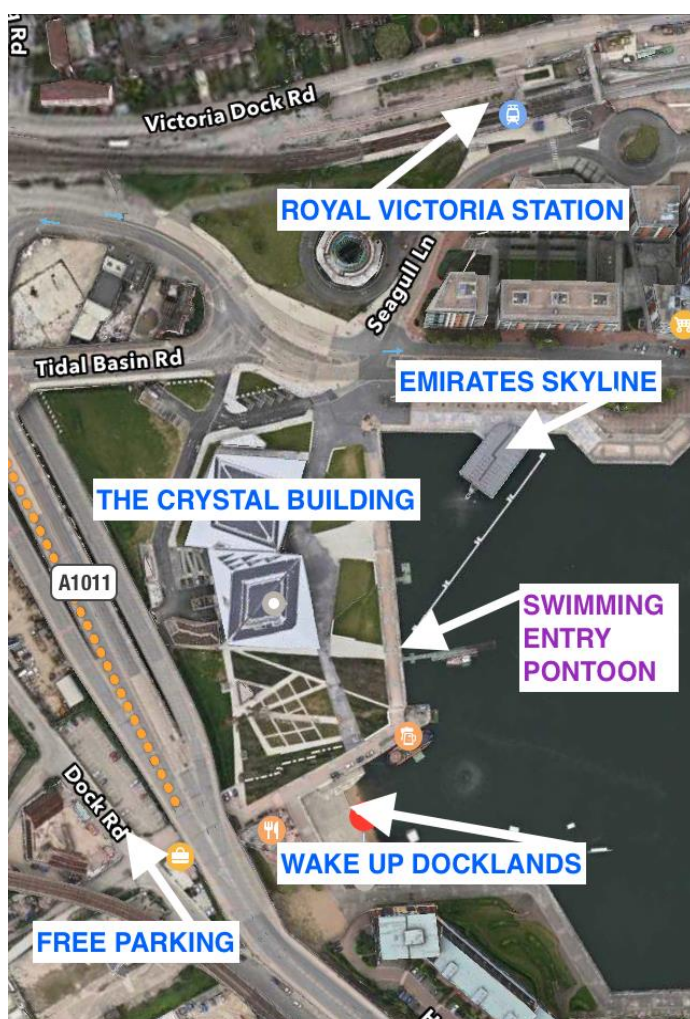 a Rd
Victoria Dock Rd
ROYAL VICTORIA STATION
Seagull Ln
Tidal Basin Rd
EMIRATES SKYLINE
THE CRYSTAL BUILDING
A1011
SWIMMING
ENTRY
PONTOON
Dock Rd
WAKE UP DOCKLANDS
FREE PARKING